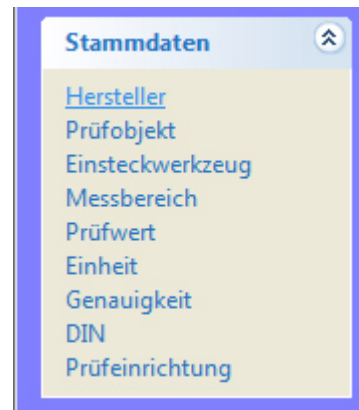 Stammdaten
Hersteller
Prüfobjekt
Einsteckwerkzeug
Messbereich
Prüfwert
Einheit
Genauigkeit
DIN
Prüfeinrichtung